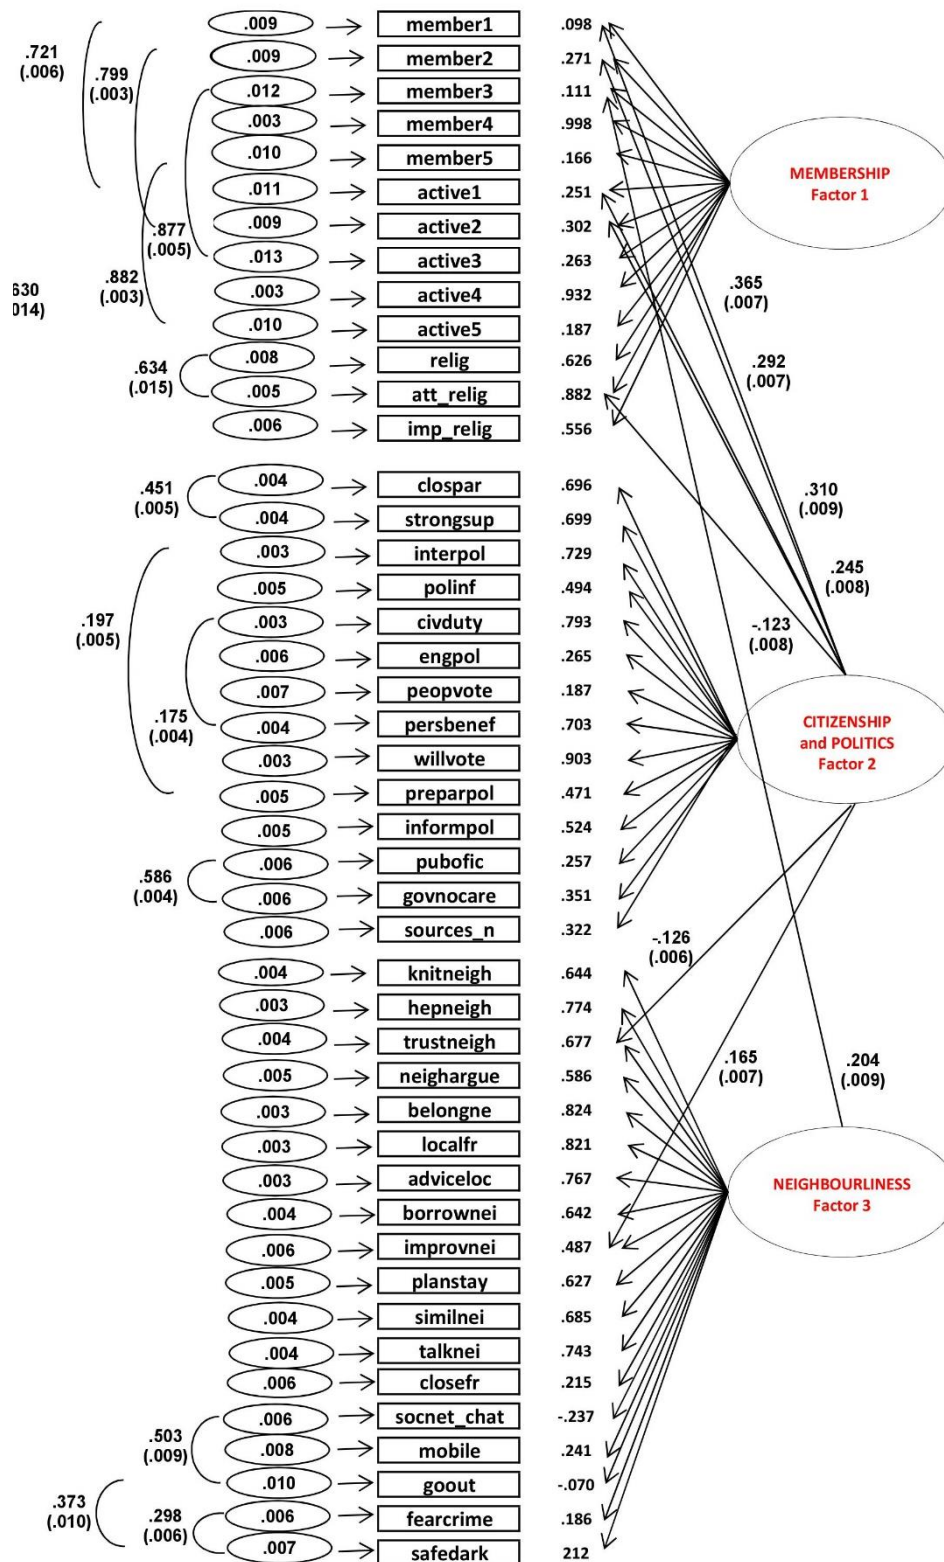 .009 member1 .098
.721
(.006)
.009 member2 .271
.799
(.003)
.012 member3 .111
.003 member4 .998
.010 member5 .166
MEMBERSHIP
Factor 1
.011 active1 .251
.009 active2 .302
.877
(.005)
.013 active3 .263
.882
(.003)
630
014)
.003 active4 .932
.365
(.007)
.010 active5 .187
.008 relig .626
.634
(.015)
.292
(.007)
.005 att_relig .882
.006 imp_relig .556
.004 clospar .696
.451
(.005)
.310
(.009)
.004 strongsup .699
.003 interpol .729
.245
(.008)
.005 polinf .494
.197
(.005)
-.123
(.008)
.003 civduty .793
.006 engpol .265
.007 peopvote .187
.175
(.004)
.004 persbenef .703
CITIZENSHIP
and POLITICS
Factor 2
.003 willvote .903
.005 preparpol .471
.005 informpol .524
.006 pubofic .257
.586
(.004)
.006 govnocare .351
.006 sources_n .322
-.126
(.006)
.004 knitneigh .644
.003 hepneigh .774
.004 trustneigh .677
.165
(.007)
.204
(.009)
.005 neighargue .586
.003 belongne .824
.003 localfr .821
.003 adviceloc .767
NEIGHBOURLINESS
Factor 3
.004 borrownei .642
.006 improvnei .487
.005 planstay .627
.004 similnei .685
.004 talknei .743
.006 closefr .215
.006 socnet_chat -.237
.503
(.009)
.008 mobile .241
.010 goout -.070
.373
(.010)
.298
(.006)
.006 fearcrime .186
.007 safedark 212